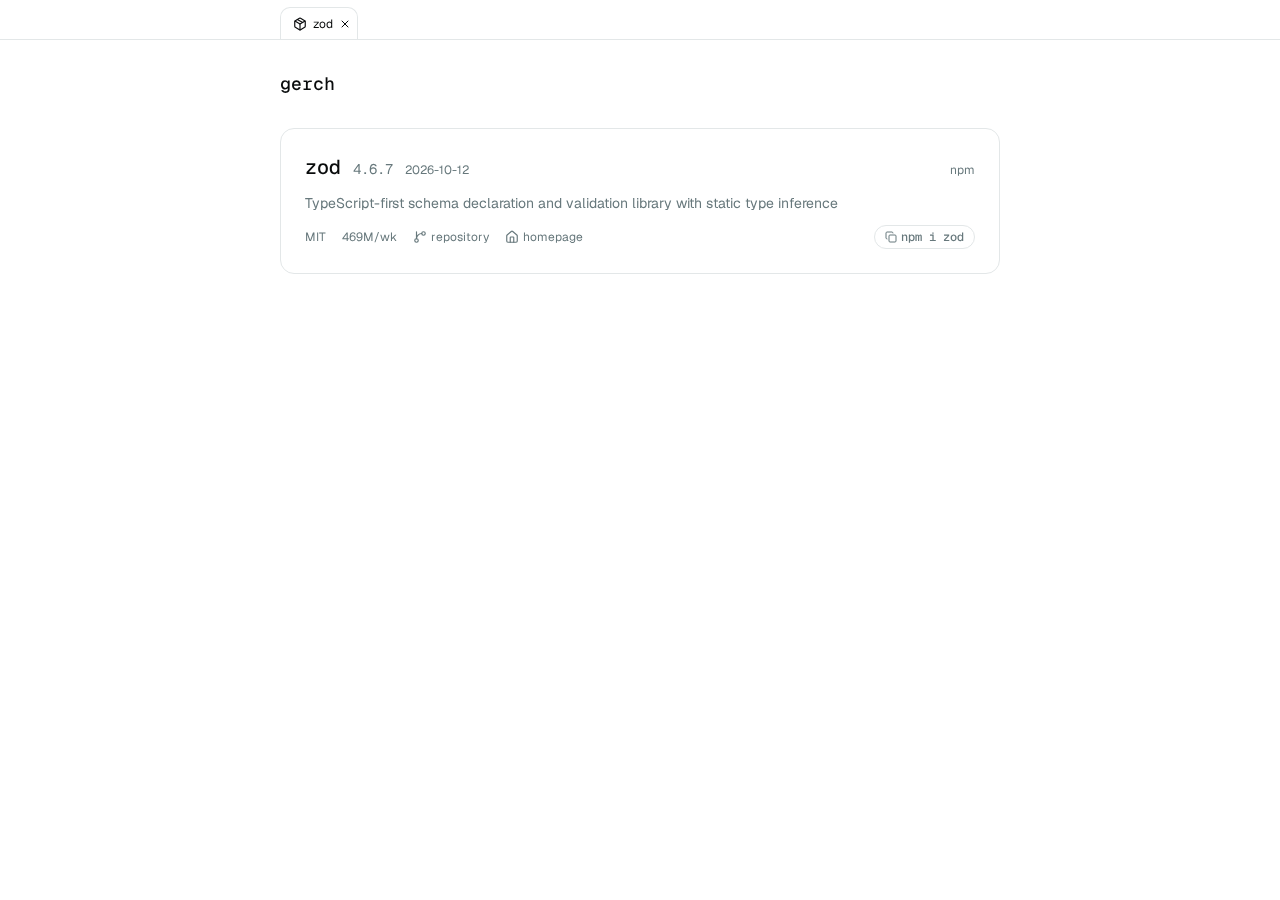 zod
gerch
zod 4.6.7 2026-10-12 npm
TypeScript-first schema declaration and validation library with static type inference
MIT 469M/wk repository homepage npm i zod